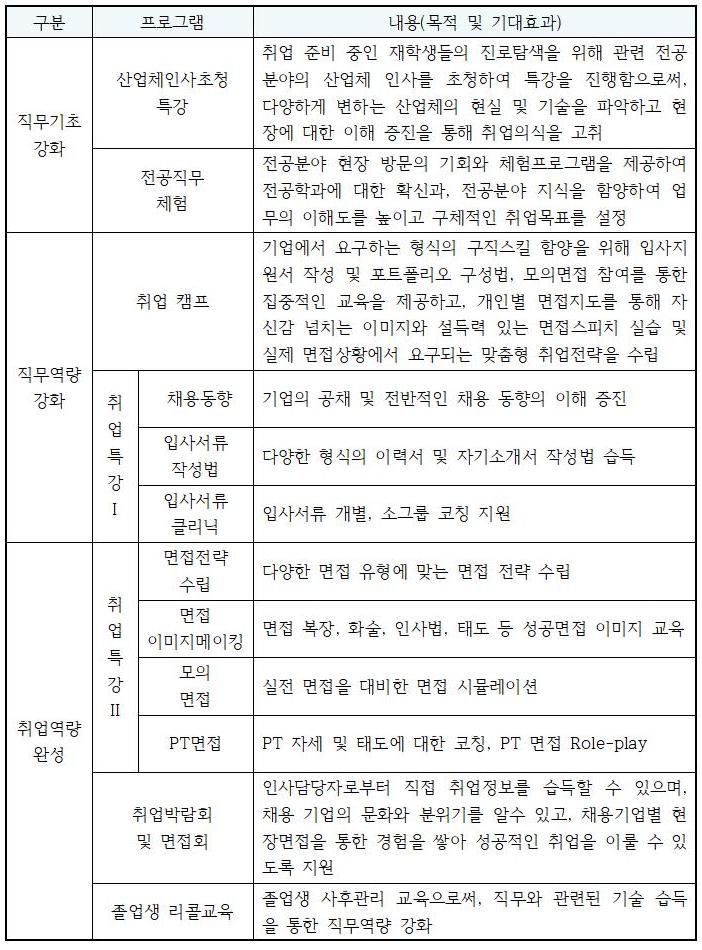 구분 프로그램 내용(목적 및 기대효과)
직무기초
강화
산업체인사초청
특강
취업 준비 중인 재학생들의 진로탐색을 위해 관련 전공
분야의 산업체 인사를 초청하여 특강을 진행함으로써,
다양하게 변하는 산업체의 현실 및 기술을 파악하고 현
장에 대한 이해 증진을 통해 취업의식을 고취
전공직무
체험
전공분야 현장 방문의 기회와 체험프로그램을 제공하여
전공학과에 대한 확신과, 전공분야 지식을 함양하여 업
무의 이해도를 높이고 구체적인 취업목표를 설정
직무역량
강화
취업 캠프
기업에서 요구하는 형식의 구직스킬 함양을 위해 입사지
원서 작성 및 포트폴리오 구성법, 모의면접 참여를 통한
집중적인 교육을 제공하고, 개인별 면접지도를 통해 자
신감 넘치는 이미지와 설득력 있는 면접스피치 실습 및
실제 면접상황에서 요구되는 맞춤형 취업전략을 수립
취
업
특
강
I
채용동향
기업의 공채 및 전반적인 채용 동향의 이해 증진
입사서류
작성법
다양한 형식의 이력서 및 자기소개서 작성법 습득
입사서류
클리닉
입사서류 개별, 소그룹 코칭 지원
취업역량
완성
취
업
특
강
II
면접전략
수립
다양한 면접 유형에 맞는 면접 전략 수립
면접
이미지메이킹
면접 복장, 화술, 인사법, 태도 등 성공면접 이미지 교육
모의
면접
실전 면접을 대비한 면접 시뮬레이션
PT면접
PT 자세 및 태도에 대한 코칭, PT 면접 Role-play
취업박람회
및 면접회
인사담당자로부터 직접 취업정보를 습득할 수 있으며,
채용 기업의 문화와 분위기를 알수 있고, 채용기업별 현
장면접을 통한 경험을 쌓아 성공적인 취업을 이룰 수 있
도록 지원
졸업생 리콜교육
졸업생 사후관리 교육으로써, 직무와 관련된 기술 습득
을 통한 직무역량 강화